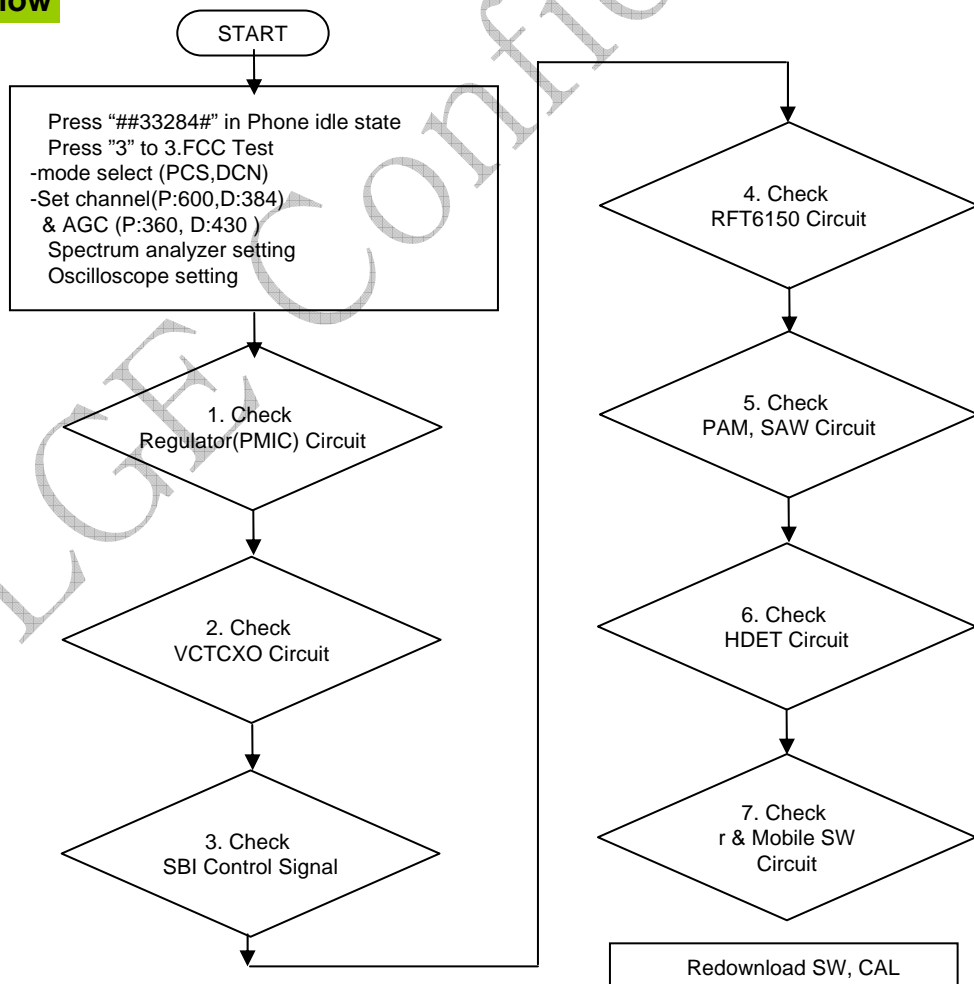 START
Press “##33284#” in Phone idle state
Press ”3” to 3.FCC Test
-mode select (PCS,DCN)
-Set channel(P:600,D:384)
& AGC (P:360, D:430 )
Spectrum analyzer setting
Oscilloscope setting
1. Check
Regulator(PMIC) Circuit
2. Check
VCTCXO Circuit
3. Check
SBI Control Signal
4. Check
RFT6150 Circuit
5. Check
PAM, SAW Circuit
6. Check
HDET Circuit
7. Check
r & Mobile SW
Circuit
Redownload SW, CAL
LGE